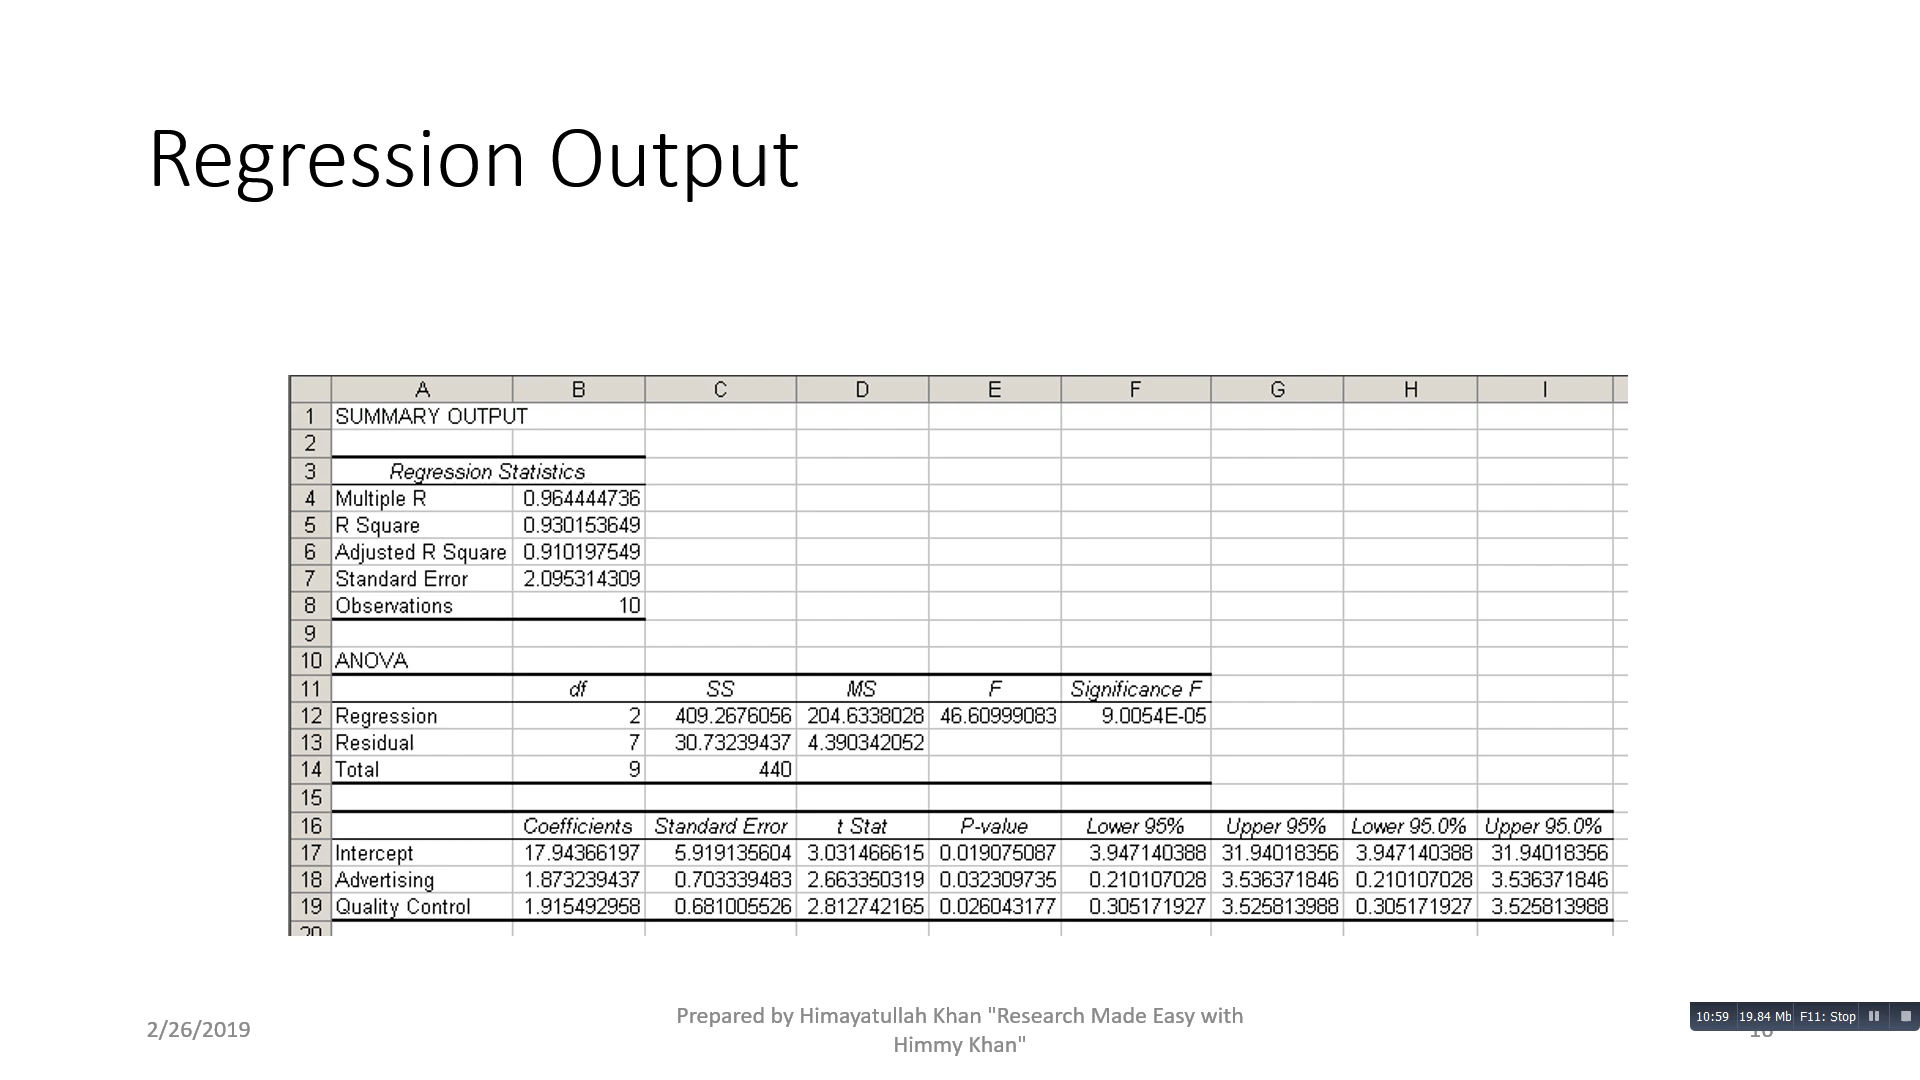 Regression Output
A B C D E F G H I
1 SUMMARY OUTPUT
2
3 Regression Statistics
4 Multiple R 0.964444736
5 R Square 0.930153649
6 Adjusted R Square 0.910197549
7 Standard Error 2.095314309
8 Observations 10
9
10 ANOVA
11 df SS MS F Significance F
12 Regression 2 409.2676056 204.6338028 46.60999083 9.0054E-05
13 Residual 7 30.73239437 4.390342052
14 Total 9 440
15
16 Coefficients Standard Error t Stat P-value Lower 95% Upper 95% Lower 95.0% Upper 95.0%
17 Intercept 17.94366197 5.919135604 3.031466615 0.019075087 3.947140388 31.94018356 3.947140388 31.94018356
18 Advertising 1.873239437 0.703339483 2.663350319 0.032309735 0.210107028 3.536371846 0.210107028 3.536371846
19 Quality Control 1.915492958 0.681005526 2.812742165 0.026043177 0.305171927 3.525813988 0.305171927 3.525813988
20
2/26/2019
Prepared by Himayatullah Khan "Research Made Easy with
Himmy Khan"
10:59 19.84 Mb F11: Stop